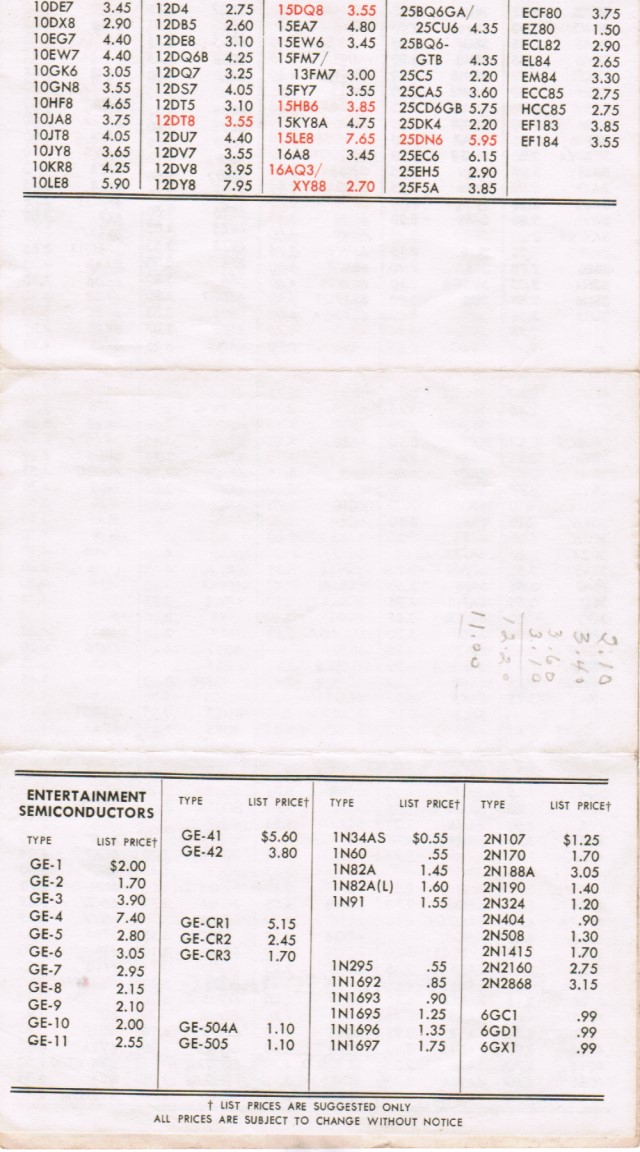 10DE7 3.45
10DX8 2.90
10EG7 4.40
10EW7 4.40
10GK6 3.05
10GN8 3.55
10HF8 4.65
10JA8 3.75
10JT8 4.05
10JY8 3.65
10KR8 4.25
10LE8 5.90
12D4 2.75
12DB5 2.60
12DE8 3.10
12DQ6B 4.25
12DQ7 3.25
12DS7 4.05
12DT5 3.10
12DT8 3.55
12DU7 4.40
12DV7 3.55
12DV8 3.95
12DY8 7.95
15DQ8 3.55
15EA7 4.80
15EW6 3.45
15FM7/
13FM7 3.00
15FY7 3.55
15HB6 3.85
15KY8A 4.75
15LE8 7.65
16A8 3.45
16AQ3/
XY88 2.70
25BQ6GA/
25CU6 4.35
25BQ6-
GTB 4.35
25C5 2.20
25CA5 3.60
25CD6GB 5.75
25DK4 2.20
25DN6 5.95
25EC6 6.15
25EH5 2.90
25F5A 3.85
ECF80 3.75
EZ80 1.50
ECL82 2.90
EL84 2.65
EM84 3.30
ECC85 2.75
HCC85 2.75
EF183 3.85
EF184 3.55
2.10
3.40
3.60
3.10
12.20
11.00
ENTERTAINMENT
SEMICONDUCTORS
TYPE LIST PRICE†
GE-1 $2.00
GE-2 1.70
GE-3 3.90
GE-4 7.40
GE-5 2.80
GE-6 3.05
GE-7 2.95
GE-8 2.15
GE-9 2.10
GE-10 2.00
GE-11 2.55
TYPE LIST PRICE†
GE-41 $5.60
GE-42 3.80
GE-CR1 5.15
GE-CR2 2.45
GE-CR3 1.70
GE-504A 1.10
GE-505 1.10
TYPE LIST PRICE†
1N34AS $0.55
1N60 .55
1N82A 1.45
1N82A(L) 1.60
1N91 1.55
1N295 .55
1N1692 .85
1N1693 .90
1N1695 1.25
1N1696 1.35
1N1697 1.75
TYPE LIST PRICE†
2N107 $1.25
2N170 1.70
2N188A 3.05
2N190 1.40
2N324 1.20
2N404 .90
2N508 1.30
2N1415 1.70
2N2160 2.75
2N2868 3.15
6GC1 .99
6GD1 .99
6GX1 .99
† LIST PRICES ARE SUGGESTED ONLY
ALL PRICES ARE SUBJECT TO CHANGE WITHOUT NOTICE